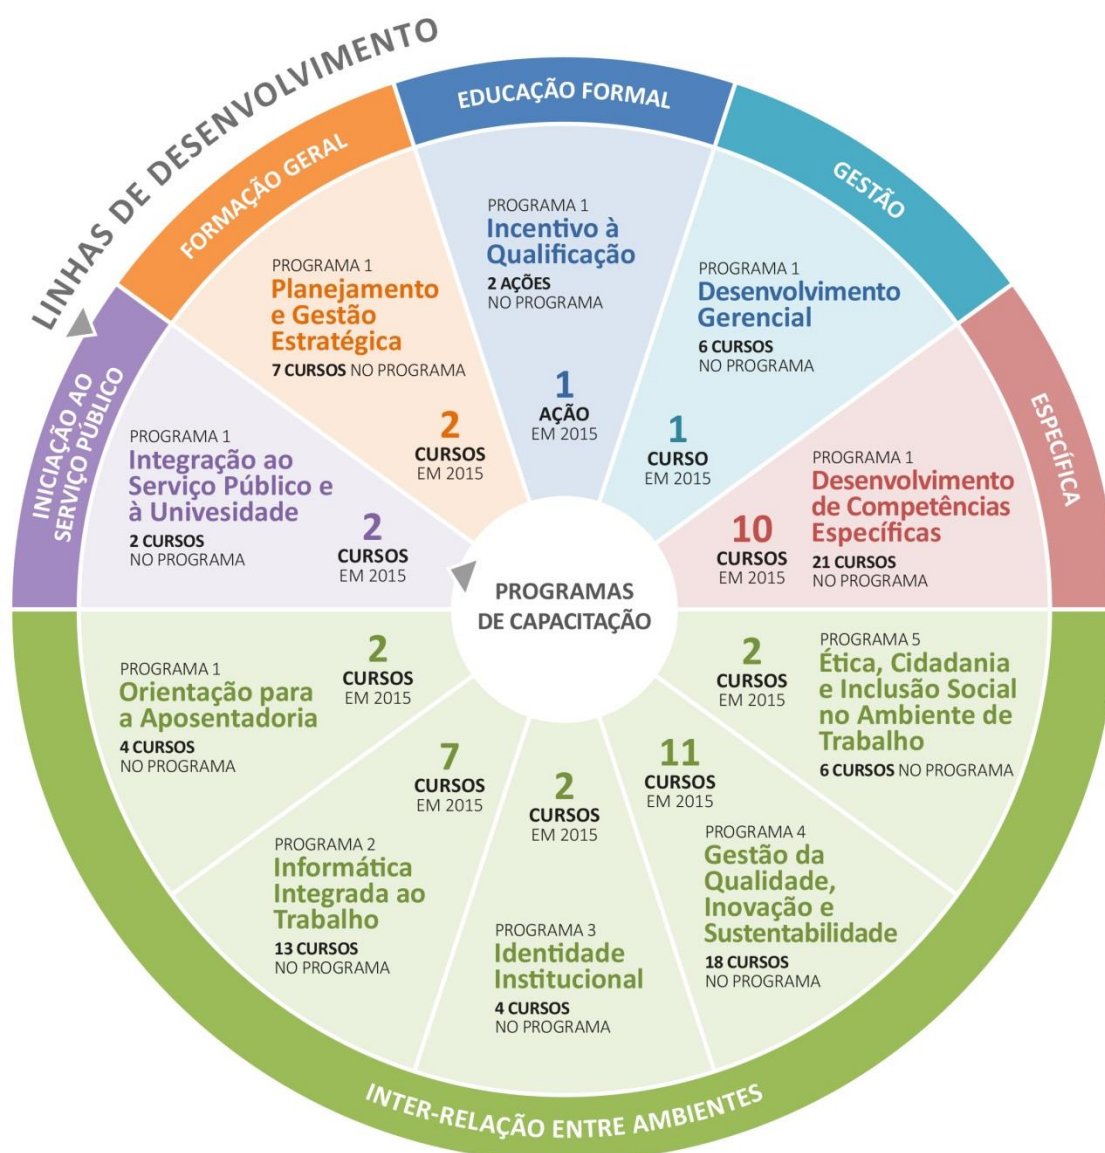 LINHAS DE DESENVOLVIMENTO
INICIAÇÃO AO
SERVIÇO PÚBLICO
PROGRAMA 1
Integração ao
Serviço Público e
à Univesidade
2 CURSOS
NO PROGRAMA
2
CURSOS
EM 2015
FORMAÇÃO GERAL
PROGRAMA 1
Planejamento
e Gestão
Estratégica
7 CURSOS NO PROGRAMA
2
CURSOS
EM 2015
EDUCAÇÃO FORMAL
PROGRAMA 1
Incentivo à
Qualificação
2 AÇÕES
NO PROGRAMA
1
AÇÃO
EM 2015
GESTÃO
PROGRAMA 1
Desenvolvimento
Gerencial
6 CURSOS
NO PROGRAMA
1
CURSO
EM 2015
ESPECÍFICA
PROGRAMA 1
Desenvolvimento
de Competências
Específicas
21 CURSOS
NO PROGRAMA
10
CURSOS
EM 2015
PROGRAMAS
DE CAPACITAÇÃO
PROGRAMA 1
Orientação para
a Aposentadoria
4 CURSOS
NO PROGRAMA
2
CURSOS
EM 2015
7
CURSOS
EM 2015
PROGRAMA 2
Informática
Integrada ao
Trabalho
13 CURSOS
NO PROGRAMA
2
CURSOS
EM 2015
PROGRAMA 3
Identidade
Institucional
4 CURSOS
NO PROGRAMA
11
CURSOS
EM 2015
PROGRAMA 4
Gestão da
Qualidade,
Inovação e
Sustentabilidade
18 CURSOS
NO PROGRAMA
2
CURSOS
EM 2015
PROGRAMA 5
Ética, Cidadania
e Inclusão Social
no Ambiente de
Trabalho
6 CURSOS NO PROGRAMA
INTER-RELAÇÃO ENTRE AMBIENTES